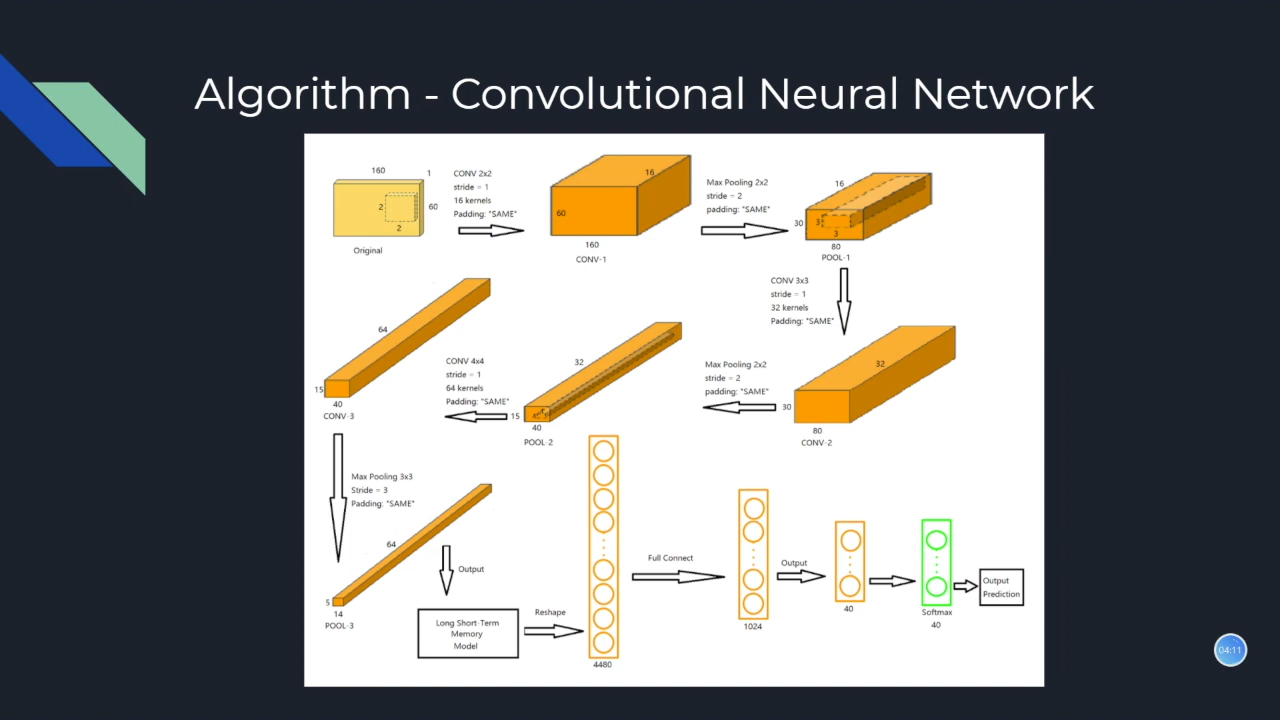 Algorithm - Convolutional Neural Network
160
1
2
60
2
Original
CONV 2x2
stride = 1
16 kernels
Padding: "SAME"
16
60
160
CONV-1
Max Pooling 2x2
stride = 2
padding: "SAME"
16
30
3
3
80
POOL-1
CONV 3x3
stride = 1
32 kernels
Padding: "SAME"
32
30
80
CONV-2
Max Pooling 2x2
stride = 2
padding: "SAME"
32
15
40
POOL-2
CONV 4x4
stride = 1
64 kernels
Padding: "SAME"
64
15
40
CONV-3
Max Pooling 3x3
Stride = 3
Padding: "SAME"
64
5
14
POOL-3
Output
Long Short-Term
Memory
Model
Reshape
4480
Full Connect
1024
Output
40
Softmax
40
Output
Prediction
04:11